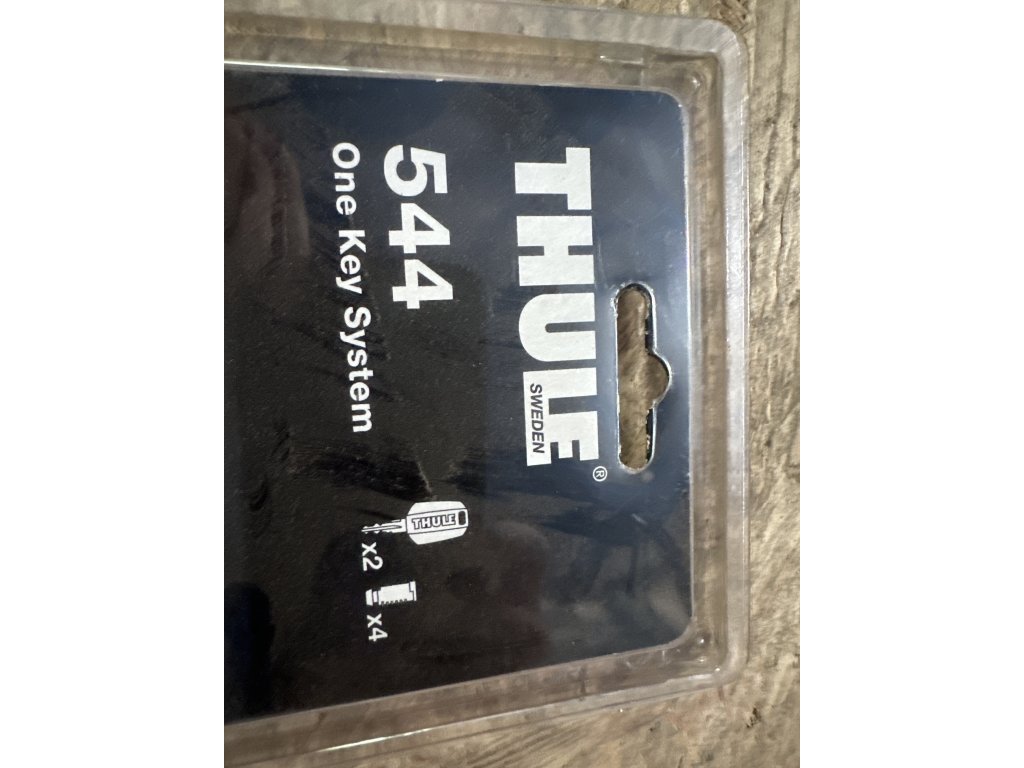 THULE®
SWEDEN
544
One Key System
THULE
x2 x4